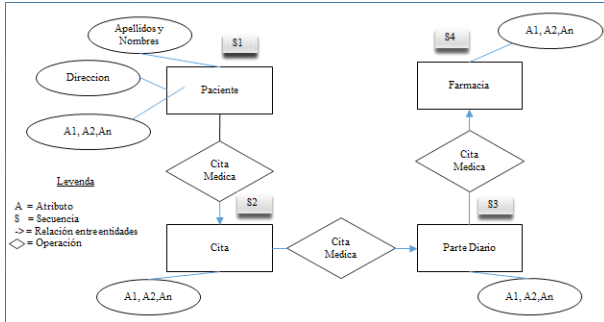 Apellidos y
Nombres
S1
S4
A1, A2,An
Direccion
Paciente
Farmacia
A1, A2,An
Cita
Medica
Cita
Medica
Leyenda
A = Atributo
S = Secuencia
-> = Relación entre entidades
= Operación
S2
S3
Cita
Cita
Medica
Parte Diario
A1, A2,An
A1, A2,An